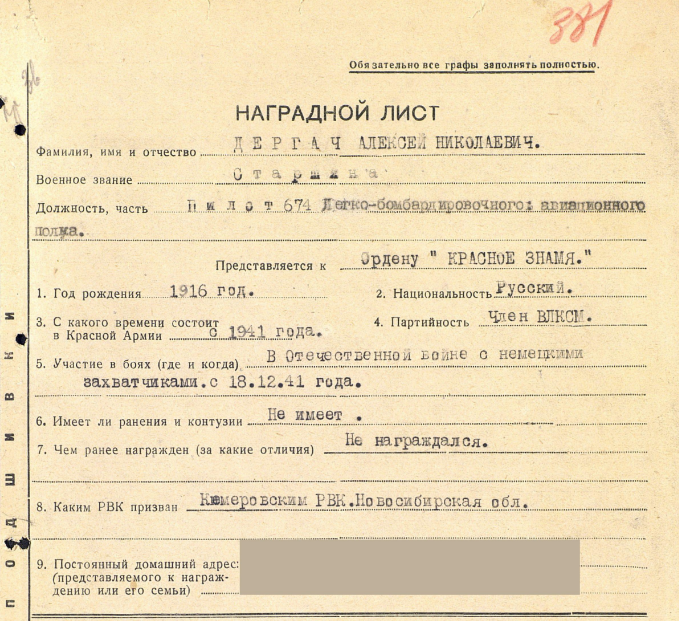 381
Обязательно все графы заполнять полностью.
НАГРАДНОЙ ЛИСТ
Фамилия, имя и отчество ДЕРГАЧ АЛЕКСЕЙ НИКОЛАЕВИЧ.
Военное звание Старшина
Должность, часть Пилот 674 Легко-бомбардировочного: авиационного
полка.
Представляется к Ордену " КРАСНОЕ ЗНАМЯ."
1. Год рождения 1916 год. 2. Национальность Русский.
3. С какого времени состоит
в Красной Армии с 1941 года. 4. Партийность Член ВЛКСМ.
5. Участие в боях (где и когда) В Отечественной войне с немецкими
захватчиками.с 18.12.41 года.
6. Имеет ли ранения и контузии Не имеет .
7. Чем ранее награжден (за какие отличия) Не награждался.
8. Каким РВК призван Кемеровским РВК.Новосибирская обл.
9. Постоянный домашний адрес:
(представляемого к награж-
дению или его семьи)
ПОДШИВКИ